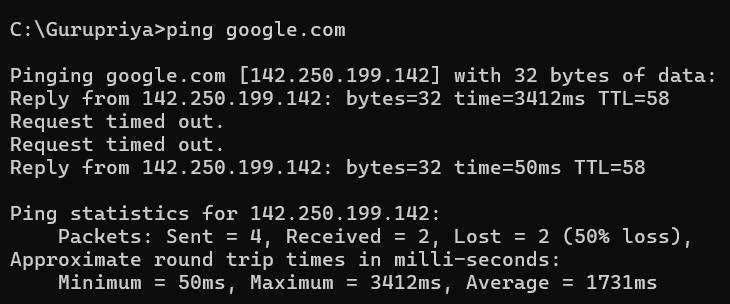 C:\Gurupriya>ping google.com
Pinging google.com [142.250.199.142] with 32 bytes of data:
Reply from 142.250.199.142: bytes=32 time=3412ms TTL=58
Request timed out.
Request timed out.
Reply from 142.250.199.142: bytes=32 time=50ms TTL=58
Ping statistics for 142.250.199.142:
    Packets: Sent = 4, Received = 2, Lost = 2 (50% loss),
Approximate round trip times in milli-seconds:
    Minimum = 50ms, Maximum = 3412ms, Average = 1731ms